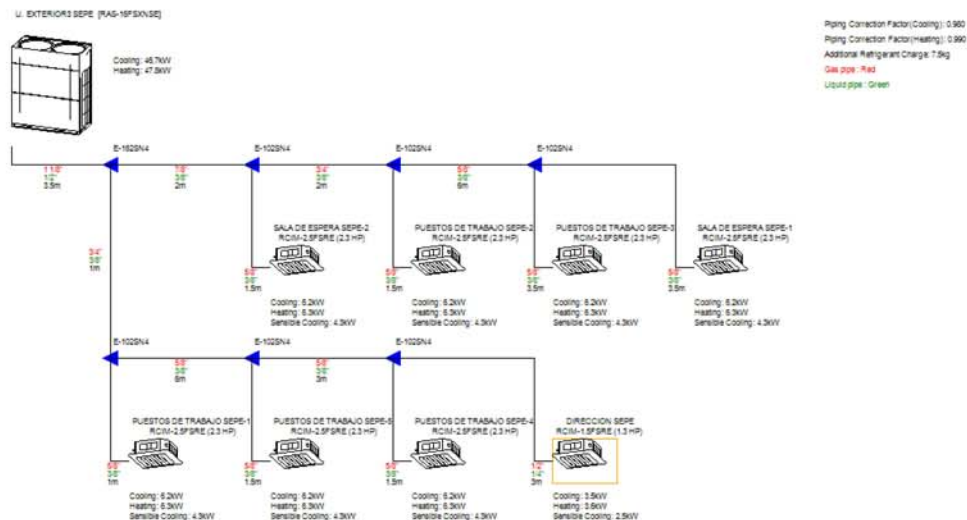 U. EXTERIOR3 SEPE [RAS-16FSXNSE]
Cooling: 46.7kW
Heating: 47.8kW
Piping Correction Factor(Cooling): 0.980
Piping Correction Factor(Heating): 0.990
Additional Refrigerant Charge: 7.5kg
Gas pipe : Red
Liquid pipe : Green
E-162SN4
E-102SN4
E-102SN4
E-102SN4
1 1/8"
1/2"
3.5m
7/8"
3/8"
2m
3/4"
3/8"
2m
5/8"
3/8"
6m
3/4"
3/8"
1m
SALA DE ESPERA SEPE-2
RCIM-2.5FSRE (2.3 HP)
5/8"
3/8"
1.5m
Cooling: 6.2kW
Heating: 6.3kW
Sensible Cooling: 4.3kW
PUESTOS DE TRABAJO SEPE-2
RCIM-2.5FSRE (2.3 HP)
5/8"
3/8"
1.5m
Cooling: 6.2kW
Heating: 6.3kW
Sensible Cooling: 4.3kW
PUESTOS DE TRABAJO SEPE-3
RCIM-2.5FSRE (2.3 HP)
5/8"
3/8"
3.5m
Cooling: 6.2kW
Heating: 6.3kW
Sensible Cooling: 4.3kW
SALA DE ESPERA SEPE-1
RCIM-2.5FSRE (2.3 HP)
5/8"
3/8"
3.5m
Cooling: 6.2kW
Heating: 6.3kW
Sensible Cooling: 4.3kW
E-102SN4
E-102SN4
E-102SN4
5/8"
3/8"
6m
5/8"
3/8"
3m
PUESTOS DE TRABAJO SEPE-1
RCIM-2.5FSRE (2.3 HP)
5/8"
3/8"
1m
Cooling: 6.2kW
Heating: 6.3kW
Sensible Cooling: 4.3kW
PUESTOS DE TRABAJO SEPE-5
RCIM-2.5FSRE (2.3 HP)
5/8"
3/8"
1.5m
Cooling: 6.2kW
Heating: 6.3kW
Sensible Cooling: 4.3kW
PUESTOS DE TRABAJO SEPE-4
RCIM-2.5FSRE (2.3 HP)
5/8"
3/8"
1.5m
Cooling: 6.2kW
Heating: 6.3kW
Sensible Cooling: 4.3kW
DIRECCION SEPE
RCIM-1.5FSRE (1.3 HP)
1/2"
1/4"
3m
Cooling: 3.5kW
Heating: 3.6kW
Sensible Cooling: 2.5kW